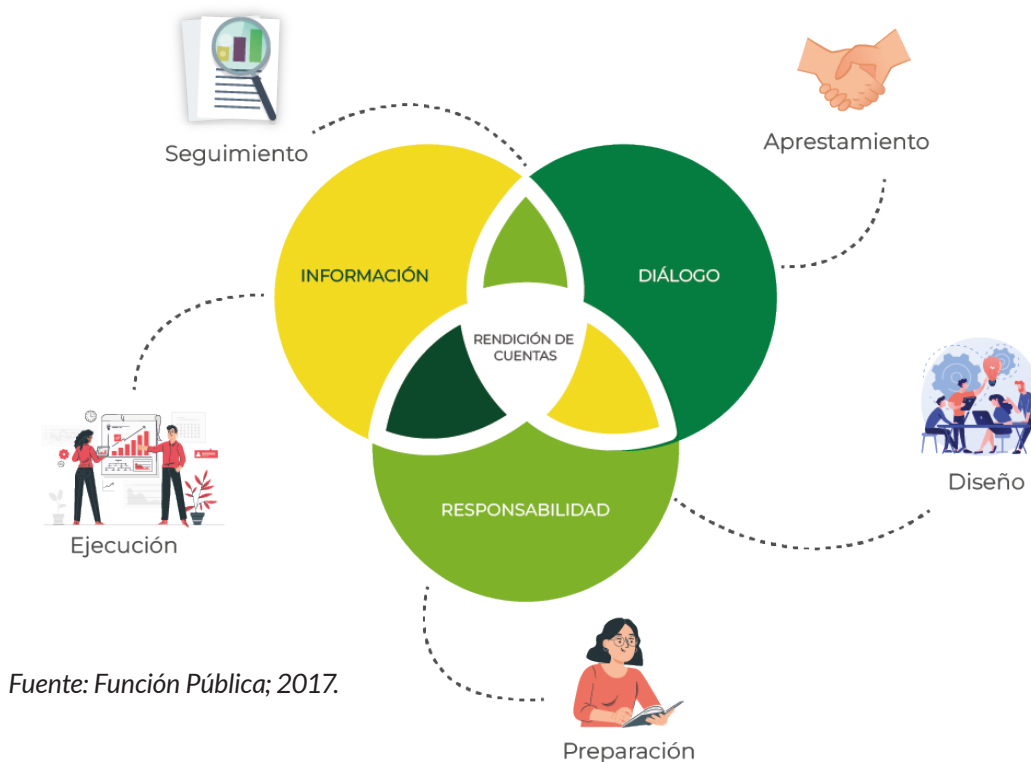 Seguimiento
Aprestamiento
INFORMACIÓN
DIÁLOGO
RENDICIÓN DE
CUENTAS
Diseño
RESPONSABILIDAD
Ejecución
Fuente: Función Pública; 2017.
Preparación